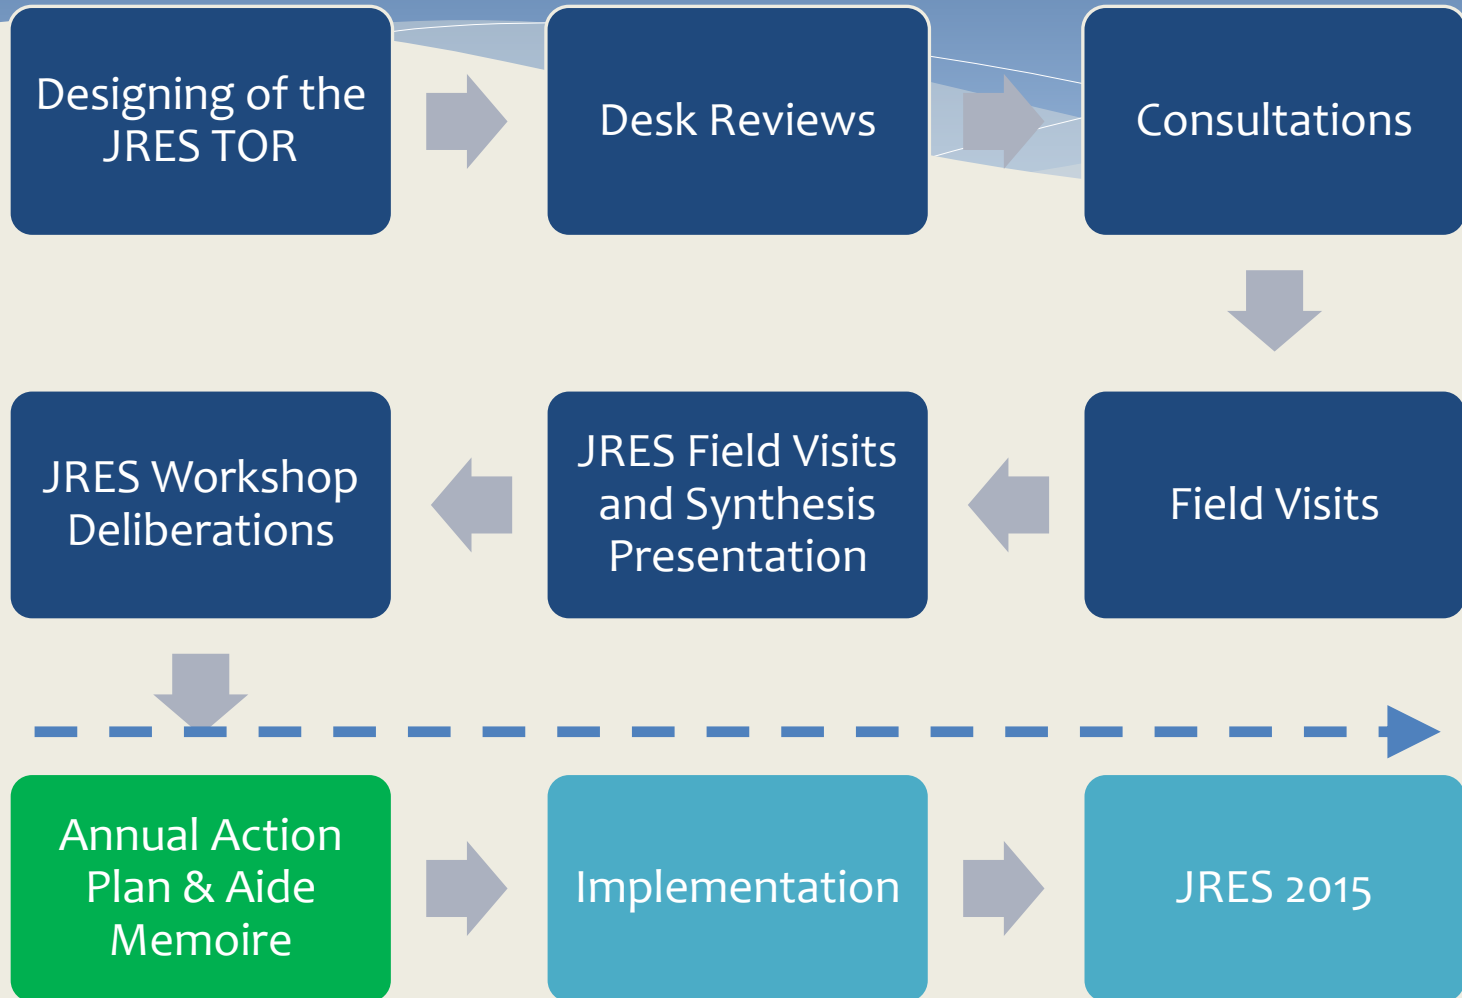 Designing of the
JRES TOR
Desk Reviews
Consultations
JRES Workshop
Deliberations
JRES Field Visits
and Synthesis
Presentation
Field Visits
Annual Action
Plan & Aide
Memoire
Implementation
JRES 2015